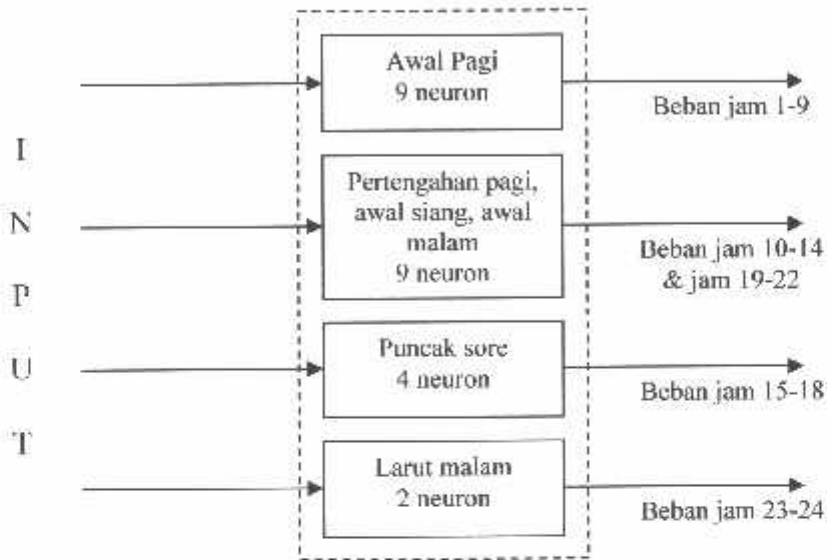 I
N
P
U
T
Awal Pagi
9 neuron
Beban jam 1-9
Pertengahan pagi,
awal siang, awal
malam
9 neuron
Beban jam 10-14
& jam 19-22
Puncak sore
4 neuron
Beban jam 15-18
Larut malam
2 neuron
Beban jam 23-24